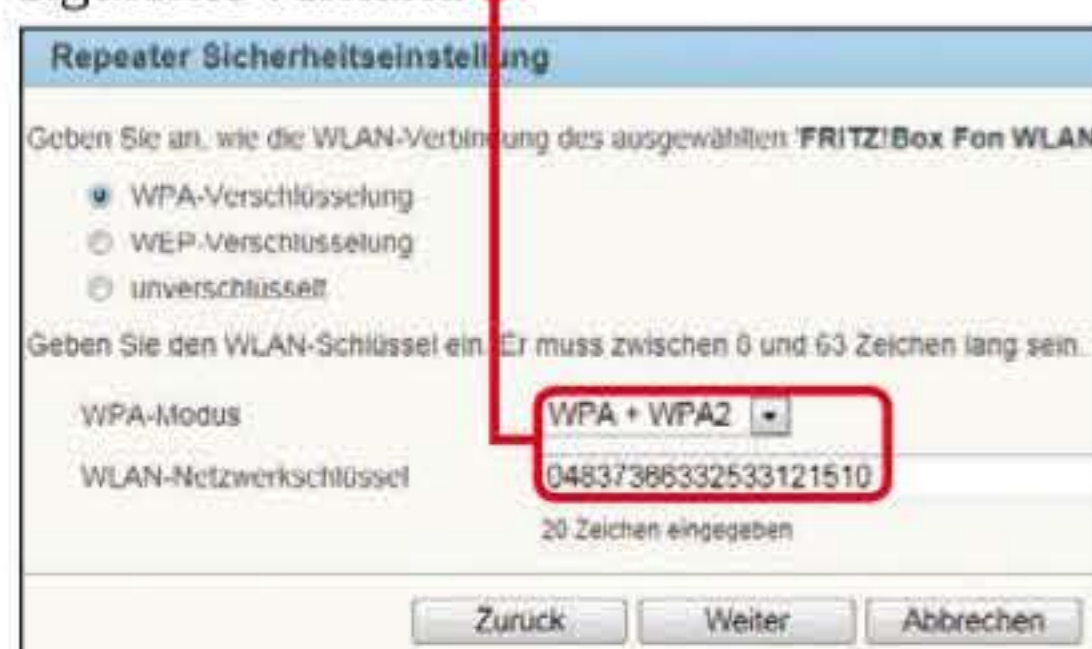 Repeater Sicherheitseinstellung
Geben Sie an, wie die WLAN-Verbindung des ausgewählten 'FRITZ!Box Fon WLAN
WPA-Verschlüsselung
WEP-Verschlüsselung
unverschlüsselt
Geben Sie den WLAN-Schlüssel ein. Er muss zwischen 8 und 63 Zeichen lang sein.
WPA-Modus WPA + WPA2
WLAN-Netzwerkschlüssel 04837386332533121510
20 Zeichen eingegeben
Zurück Weiter Abbrechen